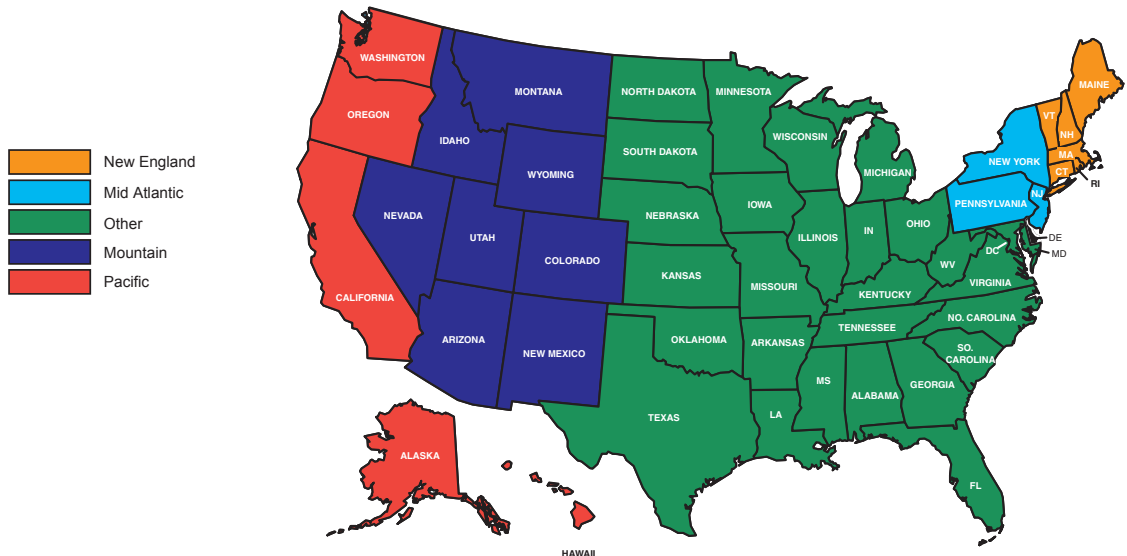 New England
Mid Atlantic
Other
Mountain
Pacific
WASHINGTON
OREGON
CALIFORNIA
IDAHO
NEVADA
MONTANA
WYOMING
UTAH
COLORADO
ARIZONA
NEW MEXICO
NORTH DAKOTA
SOUTH DAKOTA
NEBRASKA
KANSAS
OKLAHOMA
TEXAS
MINNESOTA
IOWA
MISSOURI
ARKANSAS
LA
WISCONSIN
ILLINOIS
MICHIGAN
IN
OHIO
KENTUCKY
TENNESSEE
MS
ALABAMA
GEORGIA
FL
SO.
CAROLINA
NO. CAROLINA
VIRGINIA
WV
DC
MD
DE
PENNSYLVANIA
NJ
NEW YORK
CT
RI
MA
VT
NH
MAINE
ALASKA
HAWAII